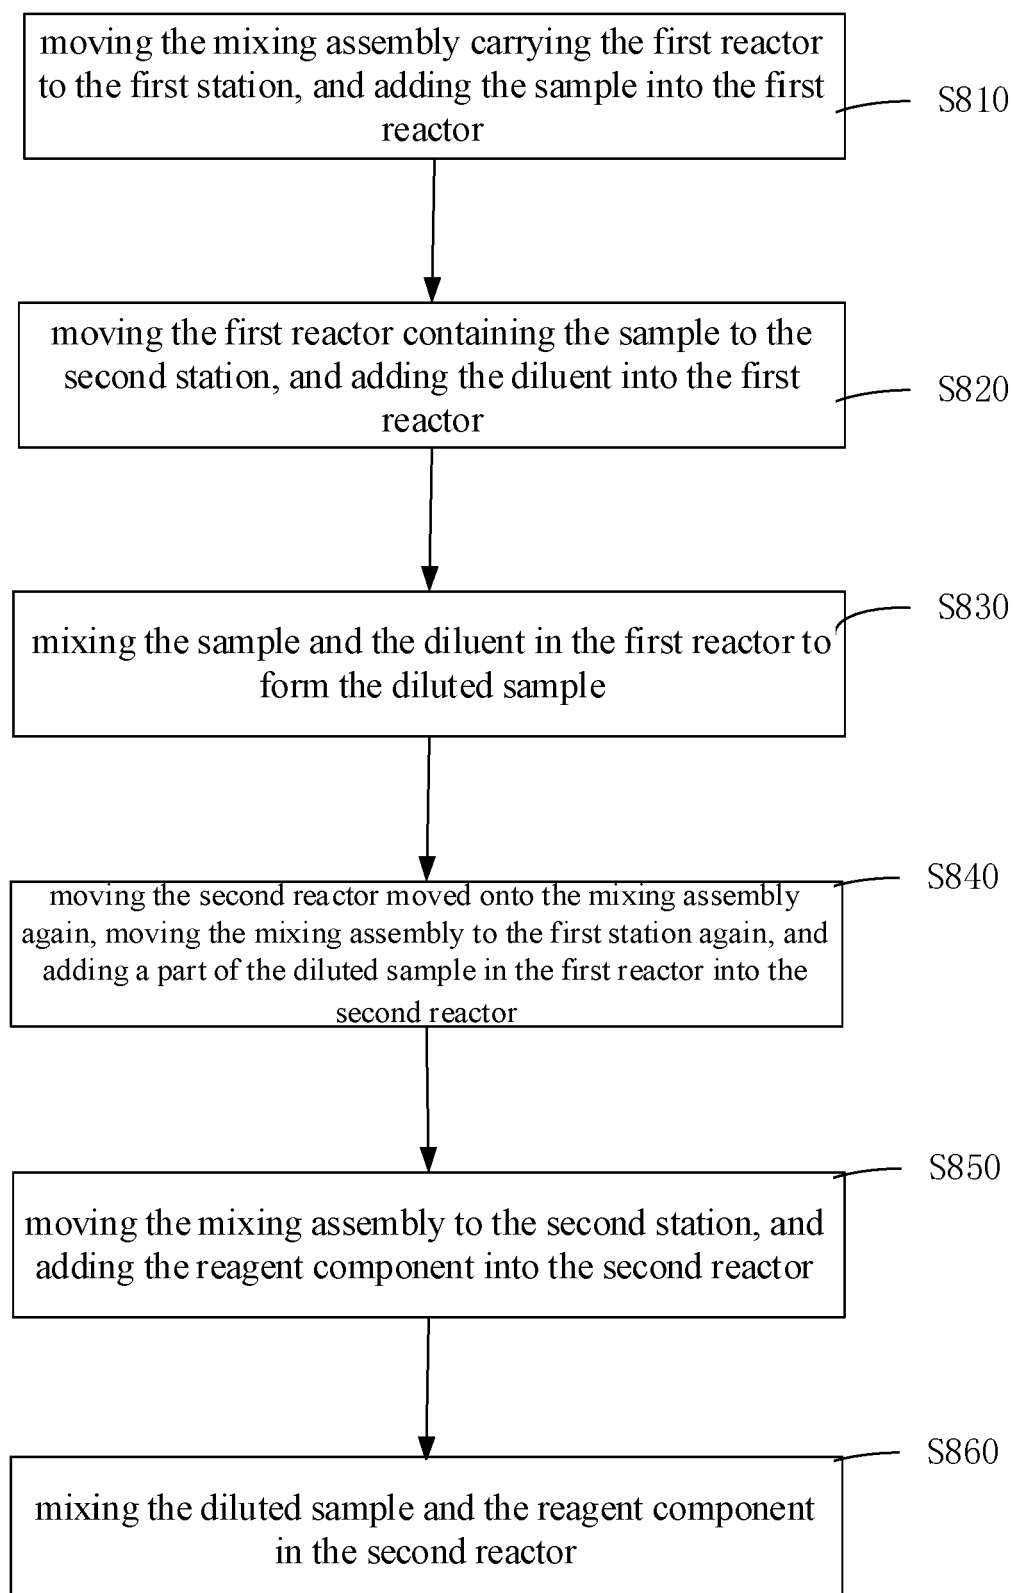 moving the mixing assembly carrying the first reactor
to the first station, and adding the sample into the first
reactor
S810
moving the first reactor containing the sample to the
second station, and adding the diluent into the first
reactor
S820
mixing the sample and the diluent in the first reactor to
form the diluted sample
S830
moving the second reactor moved onto the mixing assembly
again, moving the mixing assembly to the first station again, and
adding a part of the diluted sample in the first reactor into the
second reactor
S840
moving the mixing assembly to the second station, and
adding the reagent component into the second reactor
S850
mixing the diluted sample and the reagent component
in the second reactor
S860